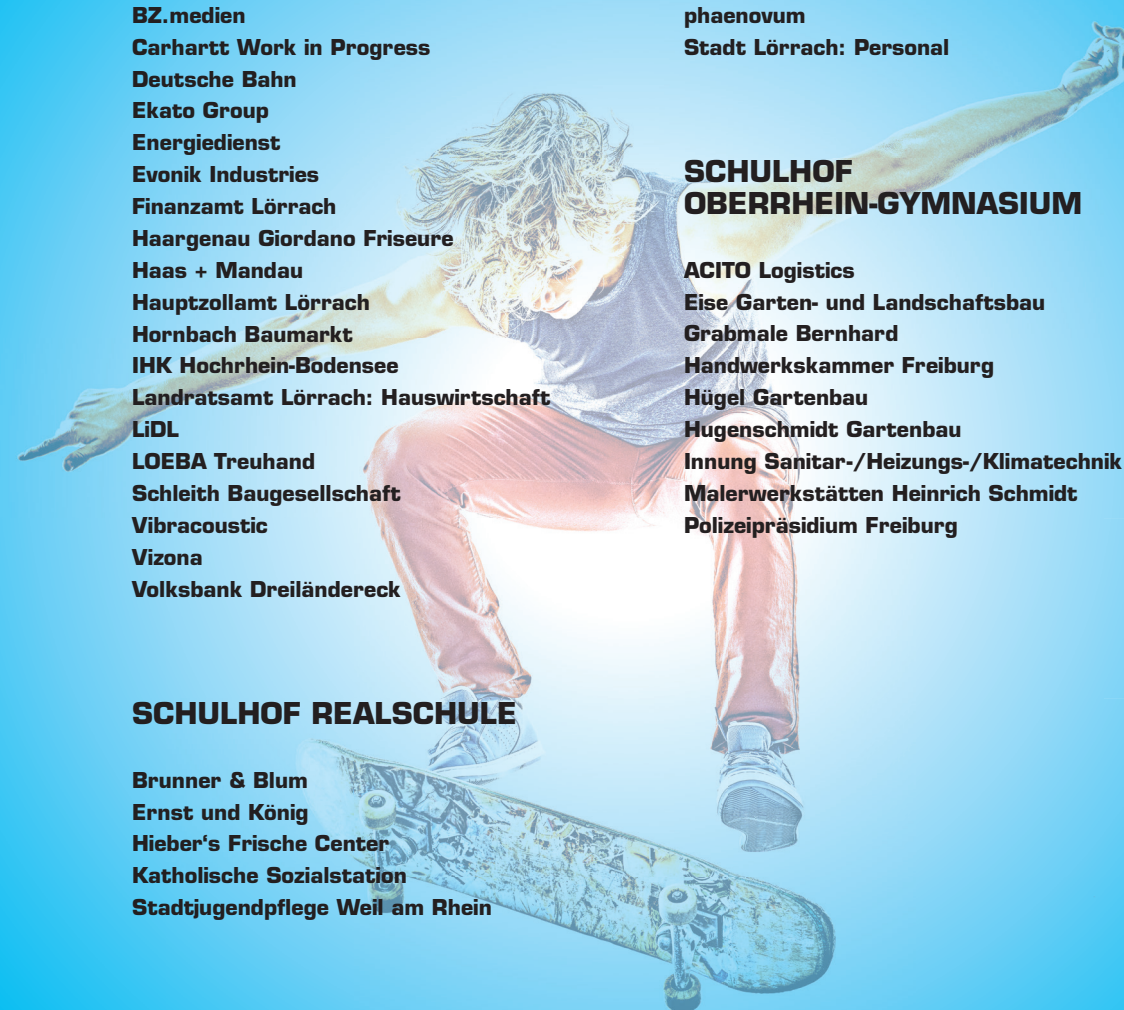 BZ.medien
Carhartt Work in Progress
Deutsche Bahn
Ekato Group
Energiedienst
Evonik Industries
Finanzamt Lörrach
Haargenau Giordano Friseure
Haas + Mandau
Hauptzollamt Lörrach
Hornbach Baumarkt
IHK Hochrhein-Bodensee
Landratsamt Lörrach: Hauswirtschaft
LiDL
LOEBA Treuhand
Schleith Baugesellschaft
Vibracoustic
Vizona
Volksbank Dreiländereck
SCHULHOF REALSCHULE
Brunner & Blum
Ernst und König
Hieber‘s Frische Center
Katholische Sozialstation
Stadtjugendpflege Weil am Rhein
phaenovum
Stadt Lörrach: Personal
SCHULHOF
OBERRHEIN-GYMNASIUM
ACITO Logistics
Eise Garten- und Landschaftsbau
Grabmale Bernhard
Handwerkskammer Freiburg
Hügel Gartenbau
Hugenschmidt Gartenbau
Innung Sanitar-/Heizungs-/Klimatechnik
Malerwerkstätten Heinrich Schmidt
Polizeipräsidium Freiburg